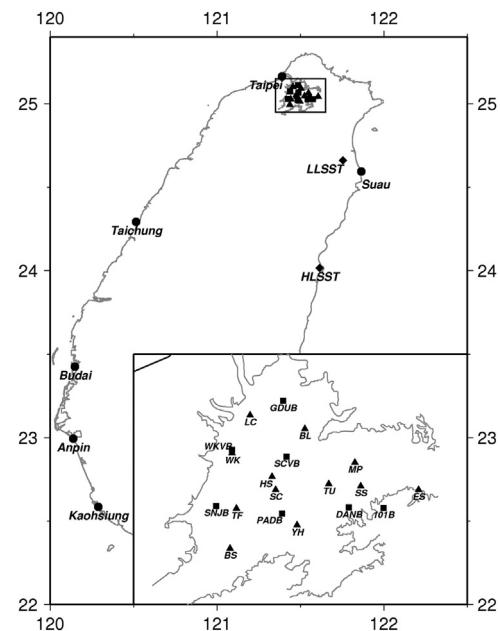 120 121 122
Taipei
25 25
LLSST
Suau
Taichung
24 24
HLSST
Budai
GDUB
LC
BL
23 23
Anpin
WKVB
WK
SCVB
MP
HS
SC
TU
SS
ES
Kaohsiung
SNJB
TF
PADB
DANB
101B
YH
BS
22 22
120 121 122